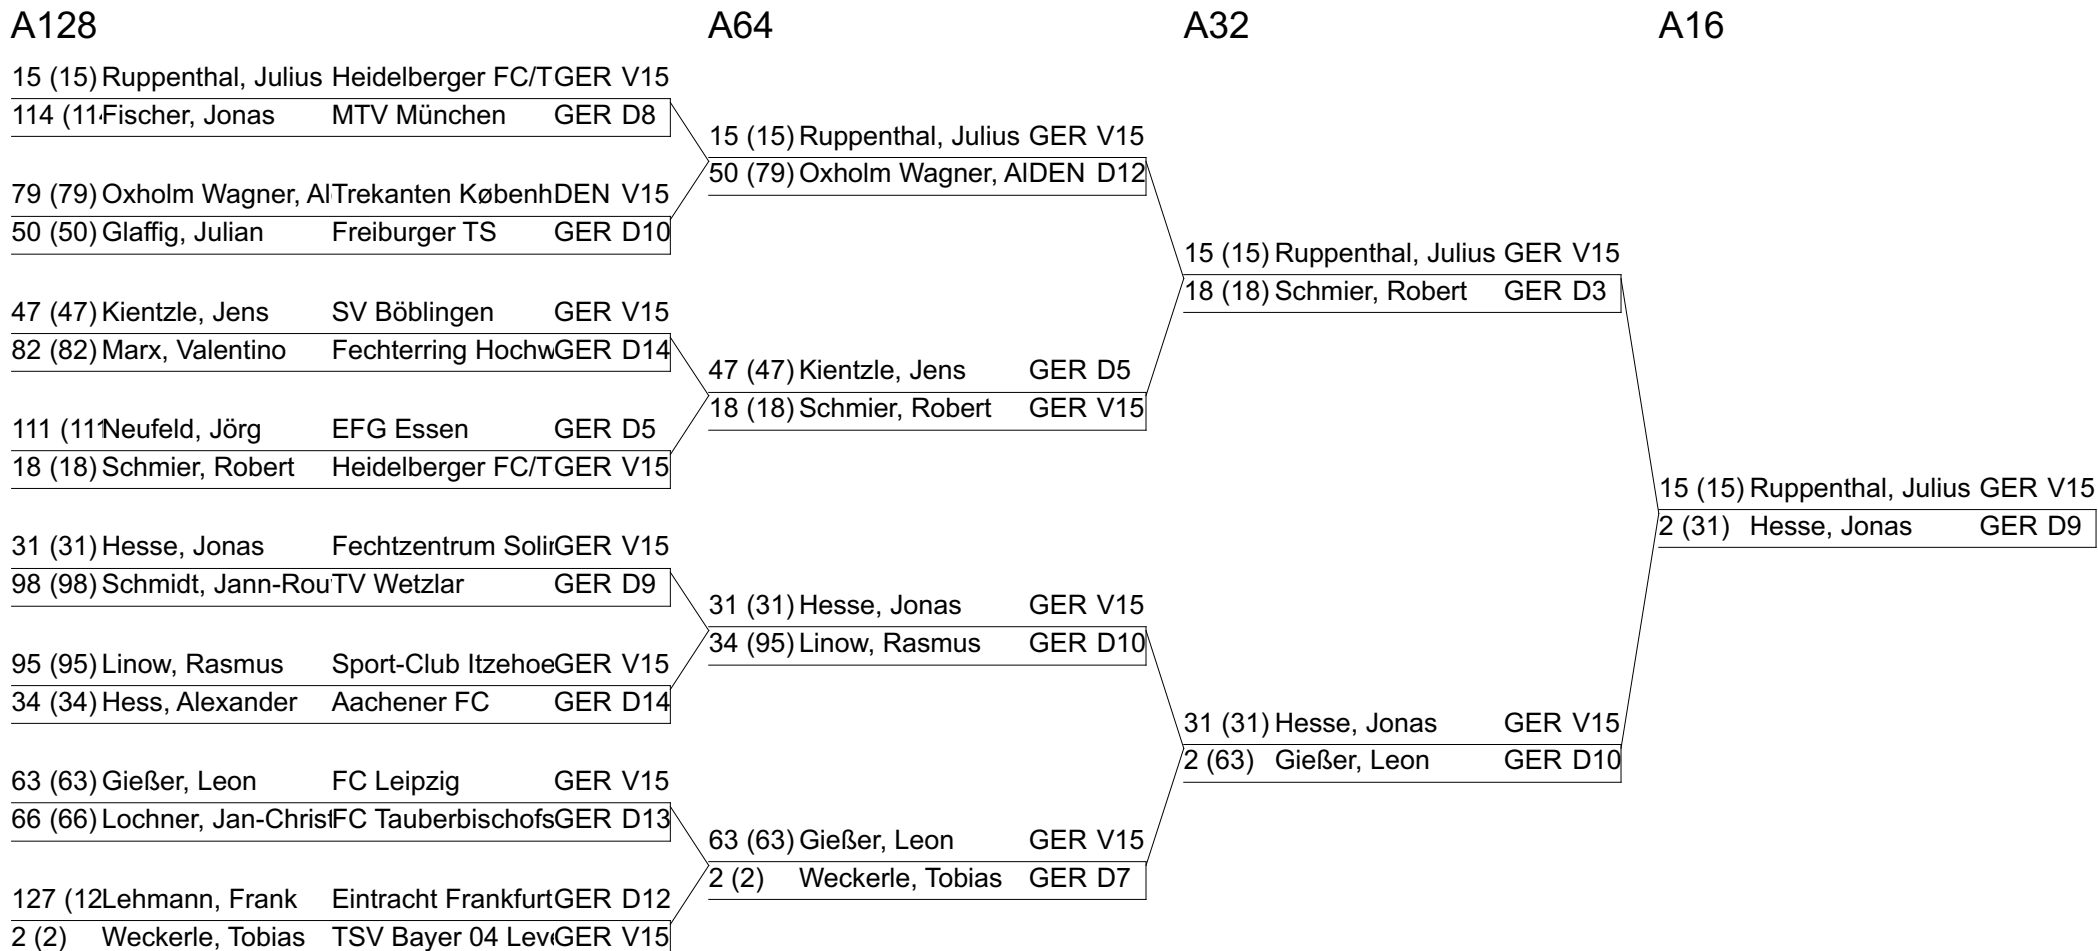 A128 A64 A32 A16
15 (15) Ruppenthal, Julius Heidelberger FC/T GER V15
114 (114 Fischer, Jonas MTV München GER D8
15 (15) Ruppenthal, Julius GER V15
50 (79) Oxholm Wagner, Al DEN D12
79 (79) Oxholm Wagner, Al Trekanten Københ DEN V15
50 (50) Glaffig, Julian Freiburger TS GER D10
15 (15) Ruppenthal, Julius GER V15
18 (18) Schmier, Robert GER D3
47 (47) Kientzle, Jens SV Böblingen GER V15
82 (82) Marx, Valentino Fechterring Hochw GER D14
47 (47) Kientzle, Jens GER D5
18 (18) Schmier, Robert GER V15
111 (111 Neufeld, Jörg EFG Essen GER D5
18 (18) Schmier, Robert Heidelberger FC/T GER V15
15 (15) Ruppenthal, Julius GER V15
2 (31) Hesse, Jonas GER D9
31 (31) Hesse, Jonas Fechtzentrum Solin GER V15
98 (98) Schmidt, Jann-Rou TV Wetzlar GER D9
31 (31) Hesse, Jonas GER V15
34 (95) Linow, Rasmus GER D10
95 (95) Linow, Rasmus Sport-Club Itzehoe GER V15
34 (34) Hess, Alexander Aachener FC GER D14
31 (31) Hesse, Jonas GER V15
2 (63) Gießer, Leon GER D10
63 (63) Gießer, Leon FC Leipzig GER V15
66 (66) Lochner, Jan-Christ FC Tauberbischofs GER D13
63 (63) Gießer, Leon GER V15
2 (2) Weckerle, Tobias GER D7
127 (12 Lehmann, Frank Eintracht Frankfurt GER D12
2 (2) Weckerle, Tobias TSV Bayer 04 Leve GER V15